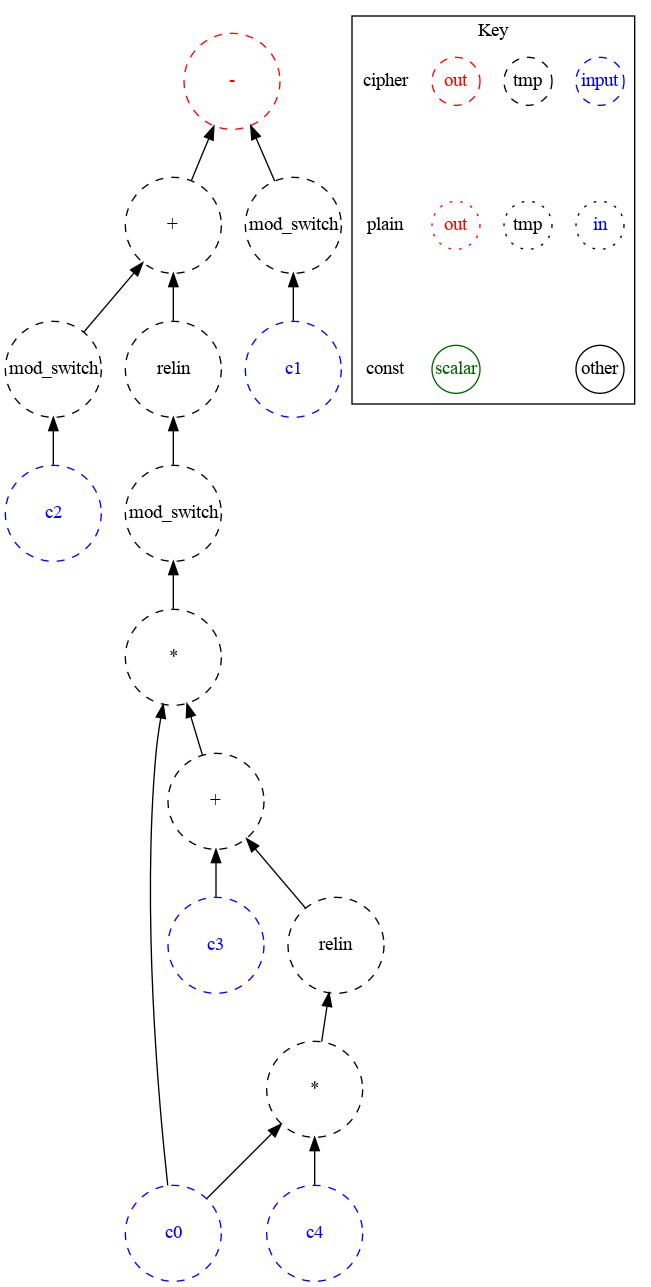 Key
-
cipher out tmp input
+ mod_switch plain out tmp in
mod_switch relin c1 const scalar other
c2 mod_switch
*
+
c3 relin
*
c0 c4